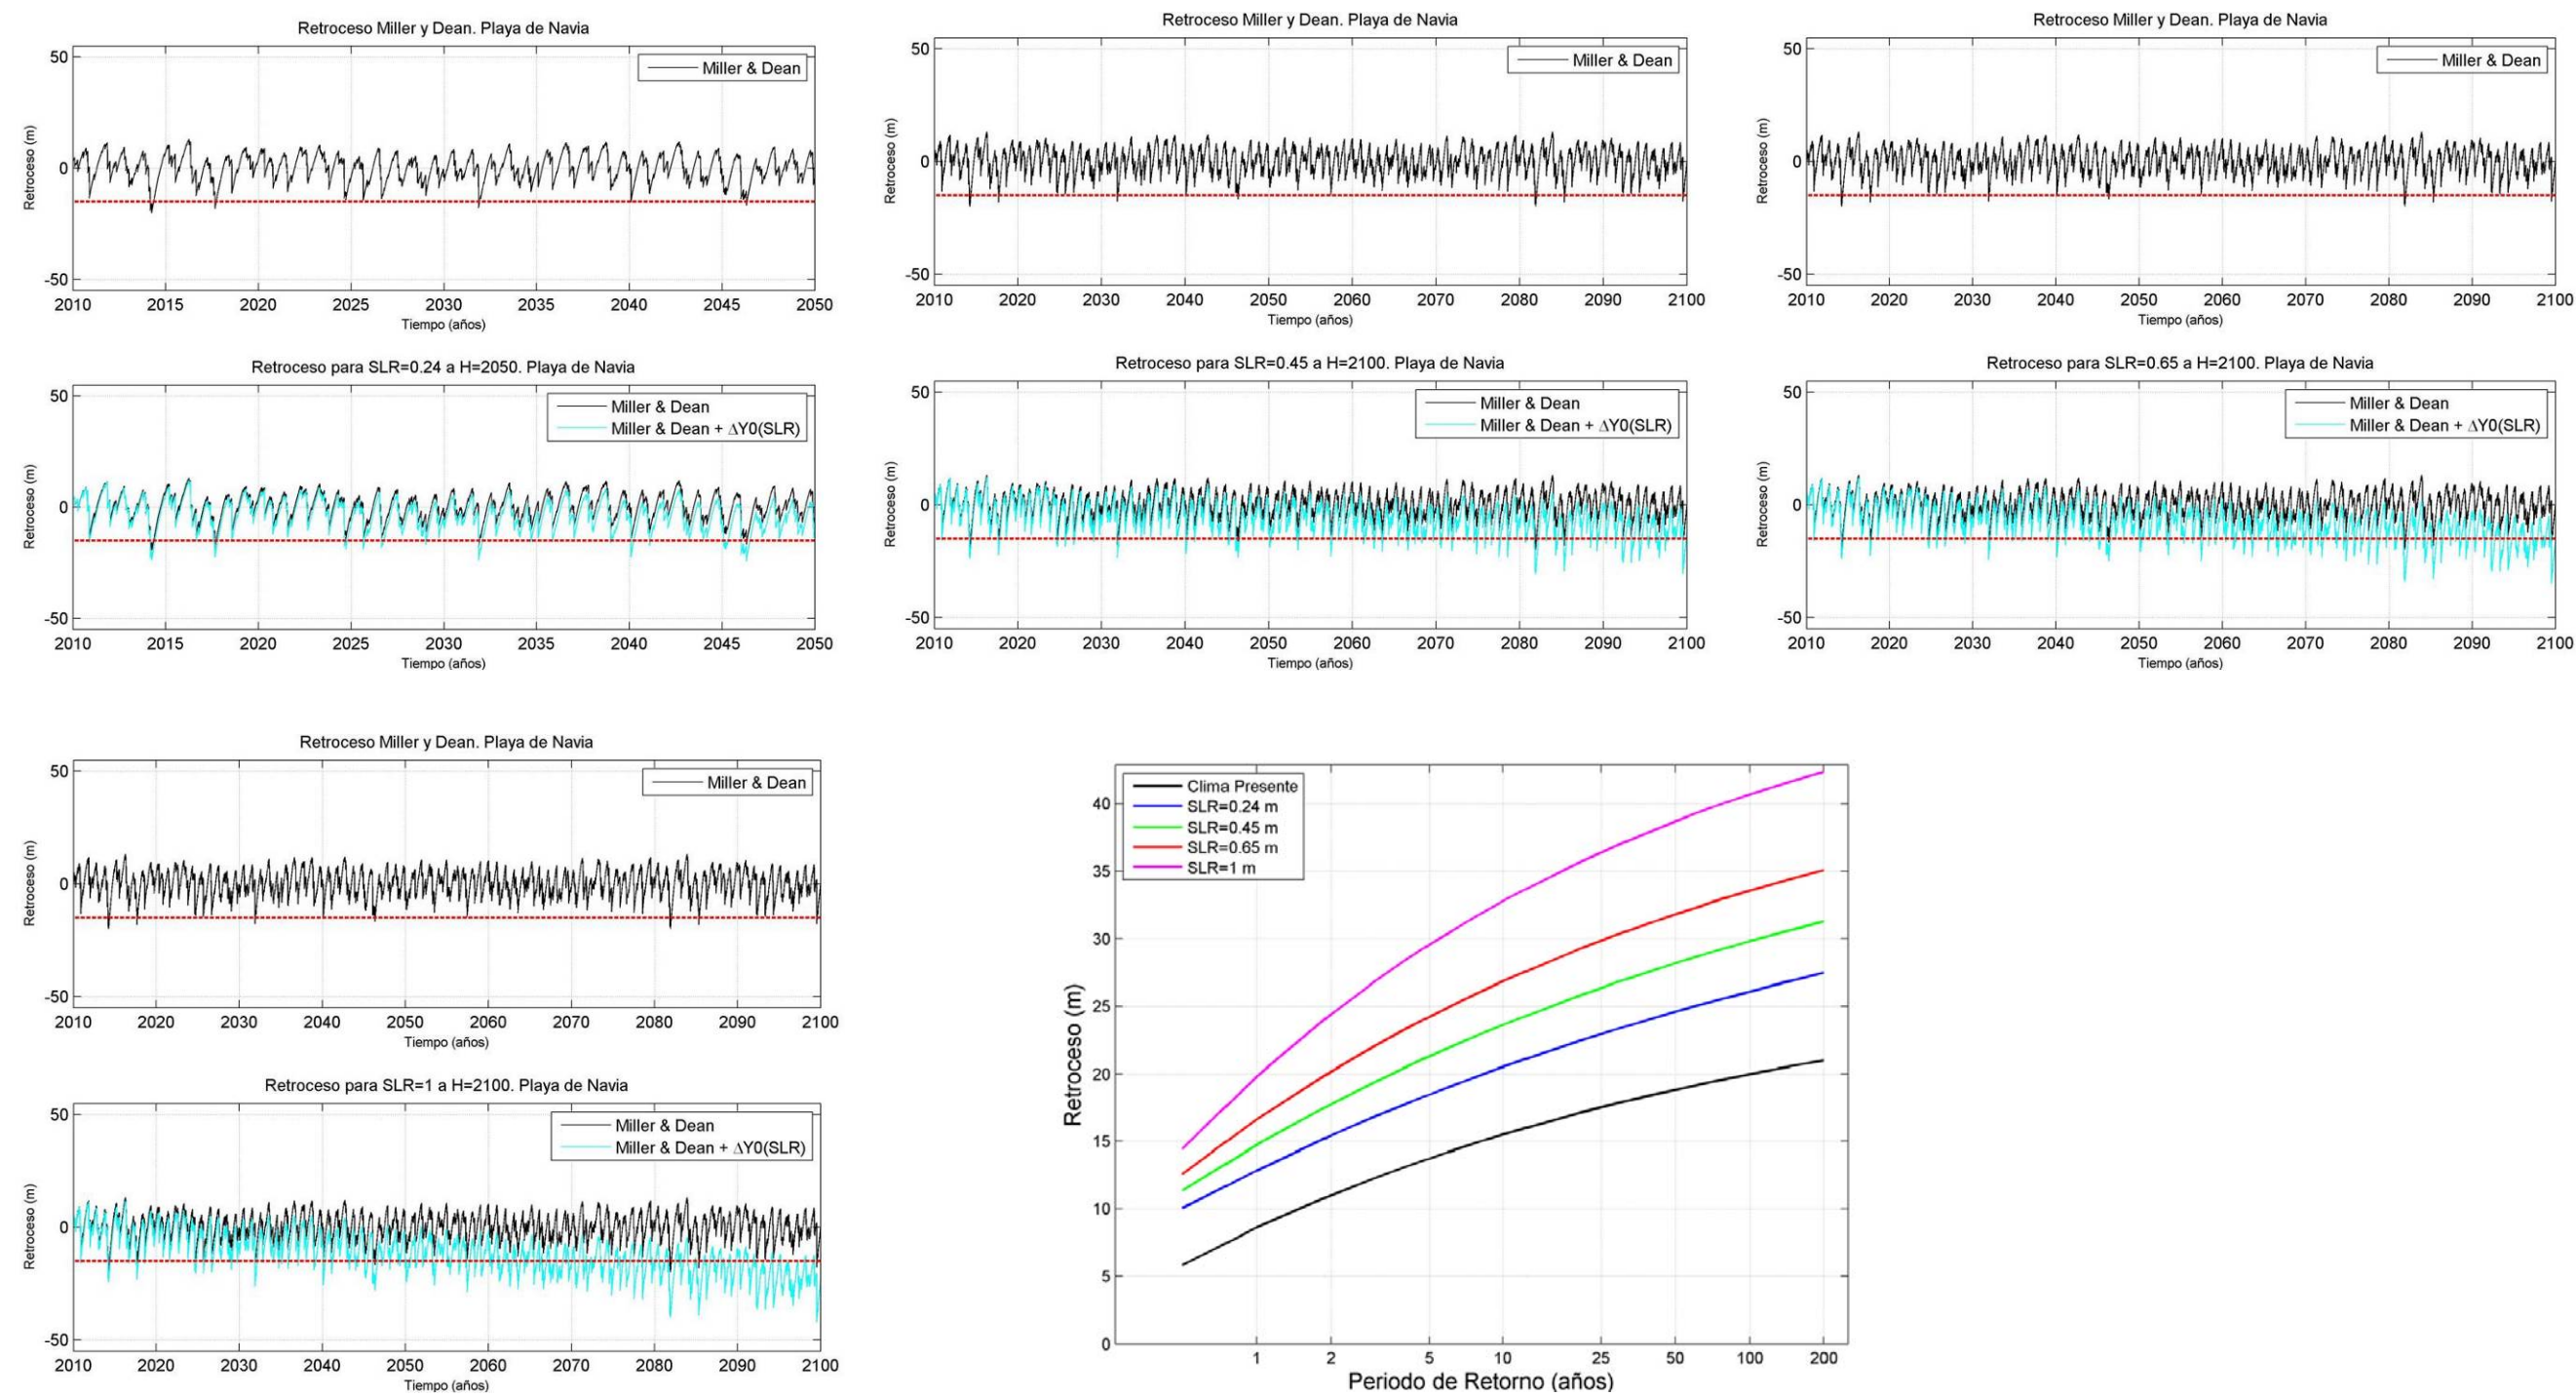 Retroceso Miller y Dean. Playa de Navia
Miller & Dean
Retroceso (m)
50
0
-50
2010 2015 2020 2025 2030 2035 2040 2045 2050
Tiempo (años)
Retroceso Miller y Dean. Playa de Navia
Miller & Dean
Retroceso (m)
50
0
-50
2010 2020 2030 2040 2050 2060 2070 2080 2090 2100
Tiempo (años)
Retroceso Miller y Dean. Playa de Navia
Miller & Dean
Retroceso (m)
50
0
-50
2010 2020 2030 2040 2050 2060 2070 2080 2090 2100
Tiempo (años)
Retroceso para SLR=0.24 a H=2050. Playa de Navia
Miller & Dean
Miller & Dean + ΔY0(SLR)
Retroceso (m)
50
0
-50
2010 2015 2020 2025 2030 2035 2040 2045 2050
Tiempo (años)
Retroceso para SLR=0.45 a H=2100. Playa de Navia
Miller & Dean
Miller & Dean + ΔY0(SLR)
Retroceso (m)
50
0
-50
2010 2020 2030 2040 2050 2060 2070 2080 2090 2100
Tiempo (años)
Retroceso para SLR=0.65 a H=2100. Playa de Navia
Miller & Dean
Miller & Dean + ΔY0(SLR)
Retroceso (m)
50
0
-50
2010 2020 2030 2040 2050 2060 2070 2080 2090 2100
Tiempo (años)
Retroceso Miller y Dean. Playa de Navia
Miller & Dean
Retroceso (m)
50
0
-50
2010 2020 2030 2040 2050 2060 2070 2080 2090 2100
Tiempo (años)
Retroceso para SLR=1 a H=2100. Playa de Navia
Miller & Dean
Miller & Dean + ΔY0(SLR)
Retroceso (m)
50
0
-50
2010 2020 2030 2040 2050 2060 2070 2080 2090 2100
Tiempo (años)
Clima Presente
SLR=0.24 m
SLR=0.45 m
SLR=0.65 m
SLR=1 m
Retroceso (m)
40
35
30
25
20
15
10
5
0
1 2 5 10 25 50 100 200
Periodo de Retorno (años)